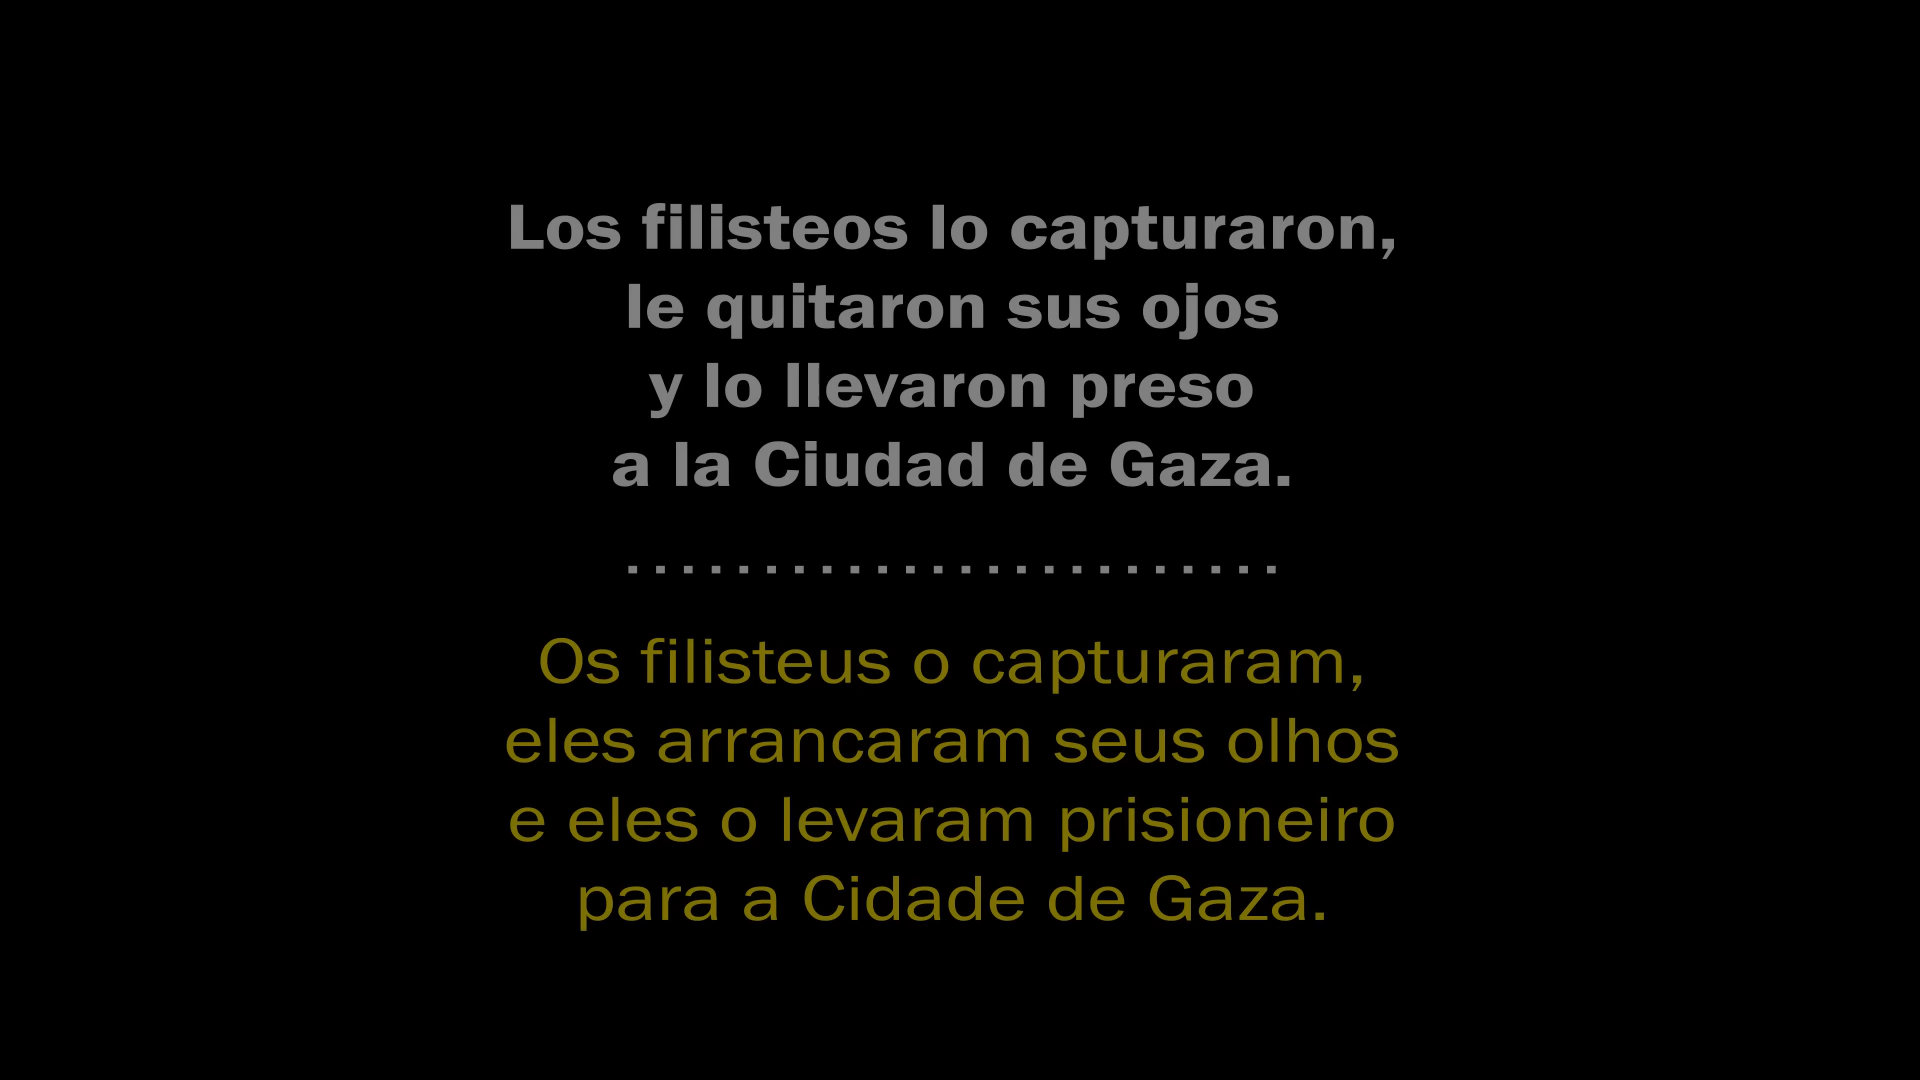 Los filisteos lo capturaron,
le quitaron sus ojos
y lo llevaron preso
a la Ciudad de Gaza.
........................
Os filisteus o capturaram,
eles arrancaram seus olhos
e eles o levaram prisioneiro
para a Cidade de Gaza.